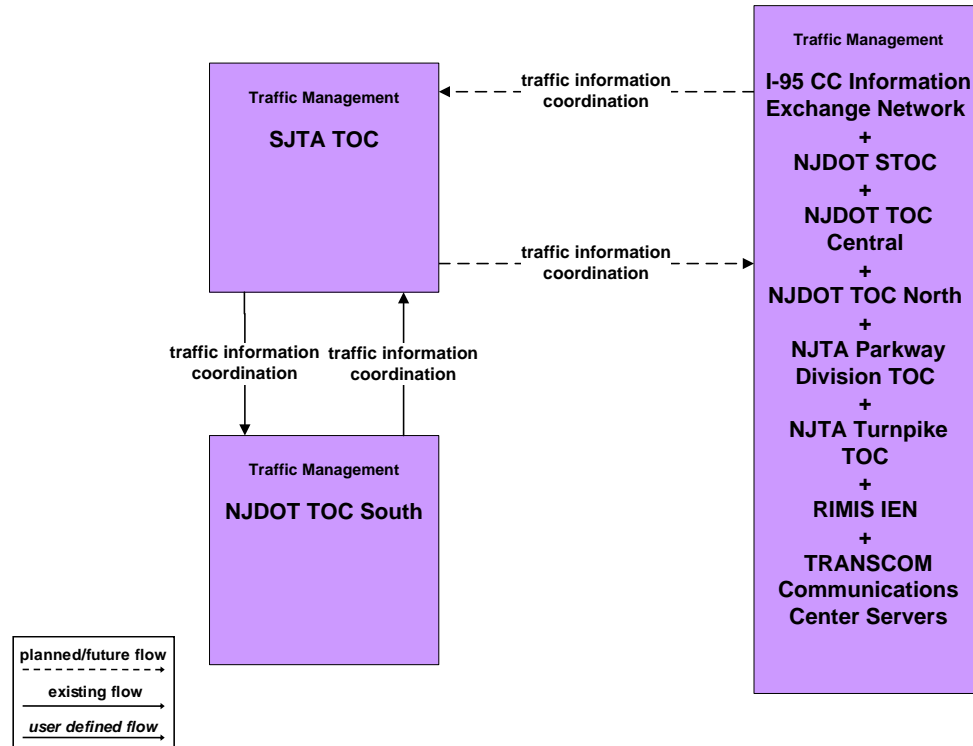 Traffic Management
SJTA TOC
traffic information
coordination
traffic information
coordination
traffic information
coordination
traffic information
coordination
Traffic Management
NJDOT TOC South
Traffic Management
I-95 CC Information
Exchange Network
+
NJDOT STOC
+
NJDOT TOC
Central
+
NJDOT TOC North
+
NJTA Parkway
Division TOC
+
NJTA Turnpike
TOC
+
RIMIS IEN
+
TRANSCOM
Communications
Center Servers
planned/future flow
existing flow
user defined flow